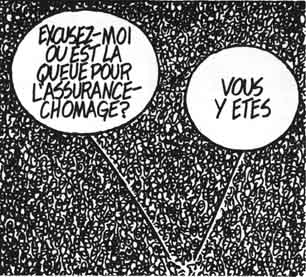 EXCUSEZ-MOI
OU EST LA
QUEUE POUR
L'ASSURANCE-
CHOMAGE?
VOUS
Y ETES